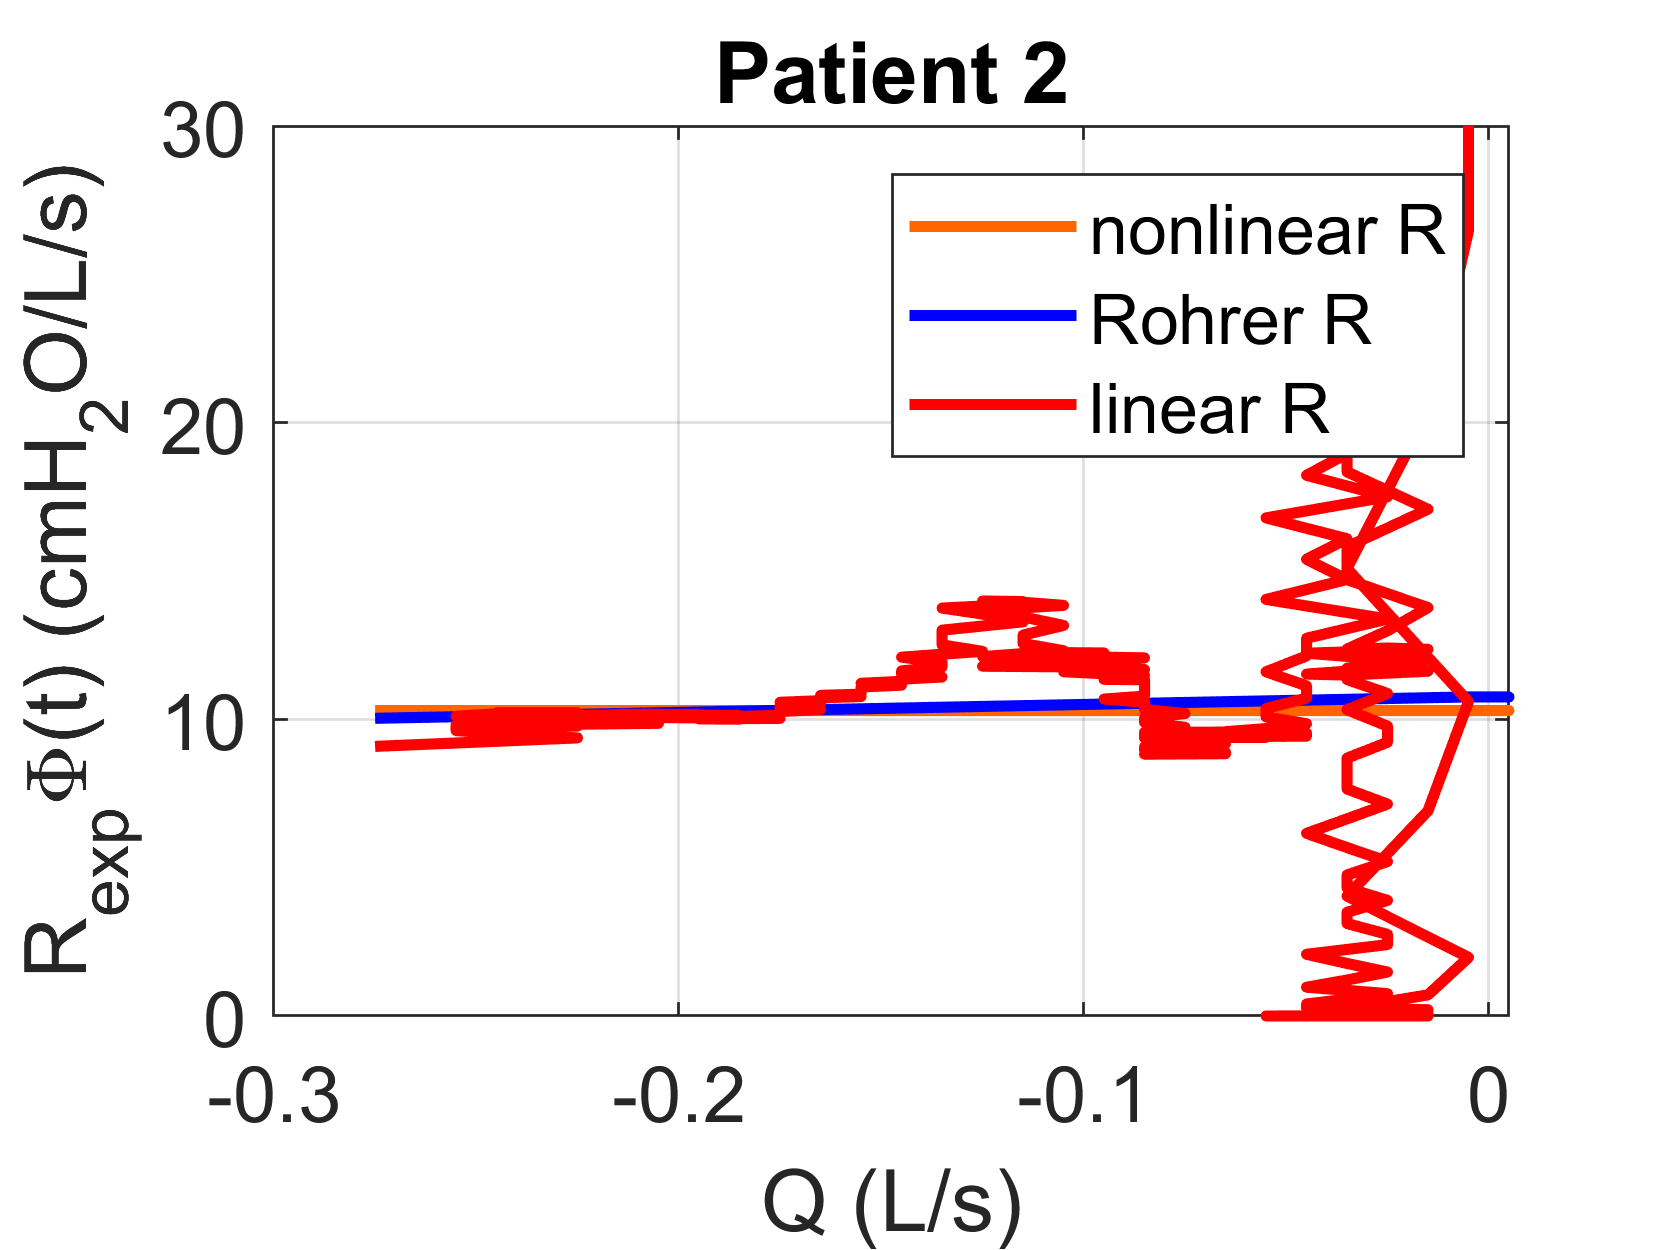 Patient 2
30
20
10
0
-0.3
-0.2
-0.1
0
R_expΦ(t) (cmH_2O/L/s)
Q (L/s)
nonlinear R
Rohrer R
linear R